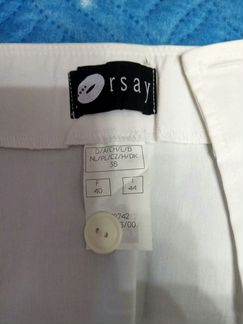 Orsay
D/A/CH/L/B
NL/PL/CZ/H/DK
38
F
40
I
44